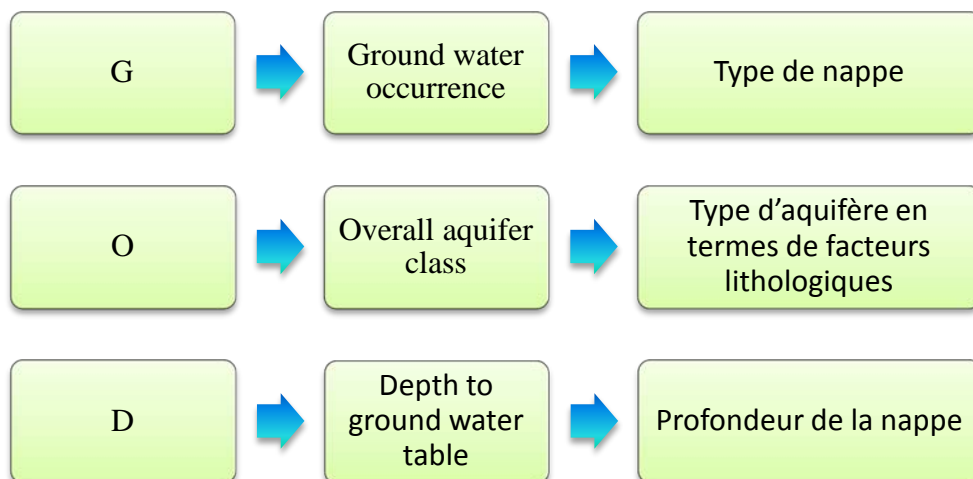 G
Ground water
occurrence
Type de nappe
O
Overall aquifer
class
Type d’aquifère en
termes de facteurs
lithologiques
D
Depth to
ground water
table
Profondeur de la nappe